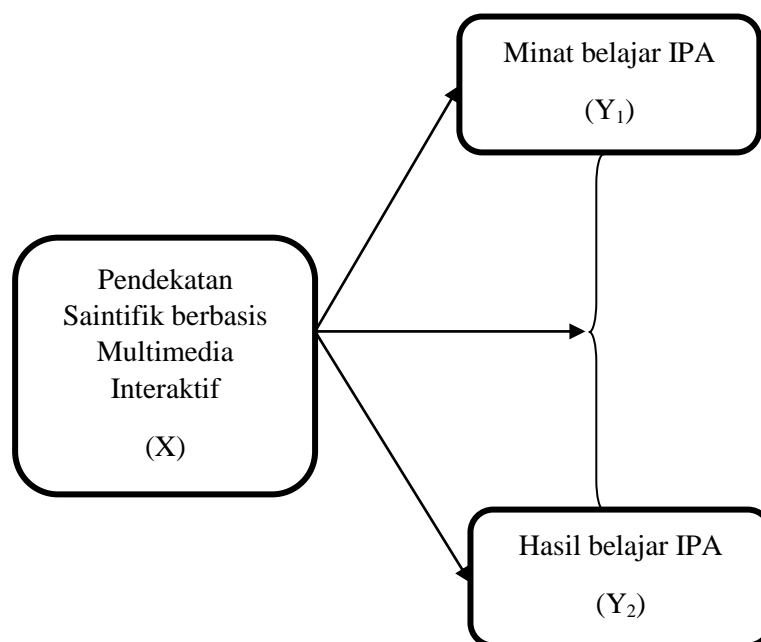 Minat belajar IPA
(Y₁)
Pendekatan
Saintifik berbasis
Multimedia
Interaktif
(X)
Hasil belajar IPA
(Y₂)